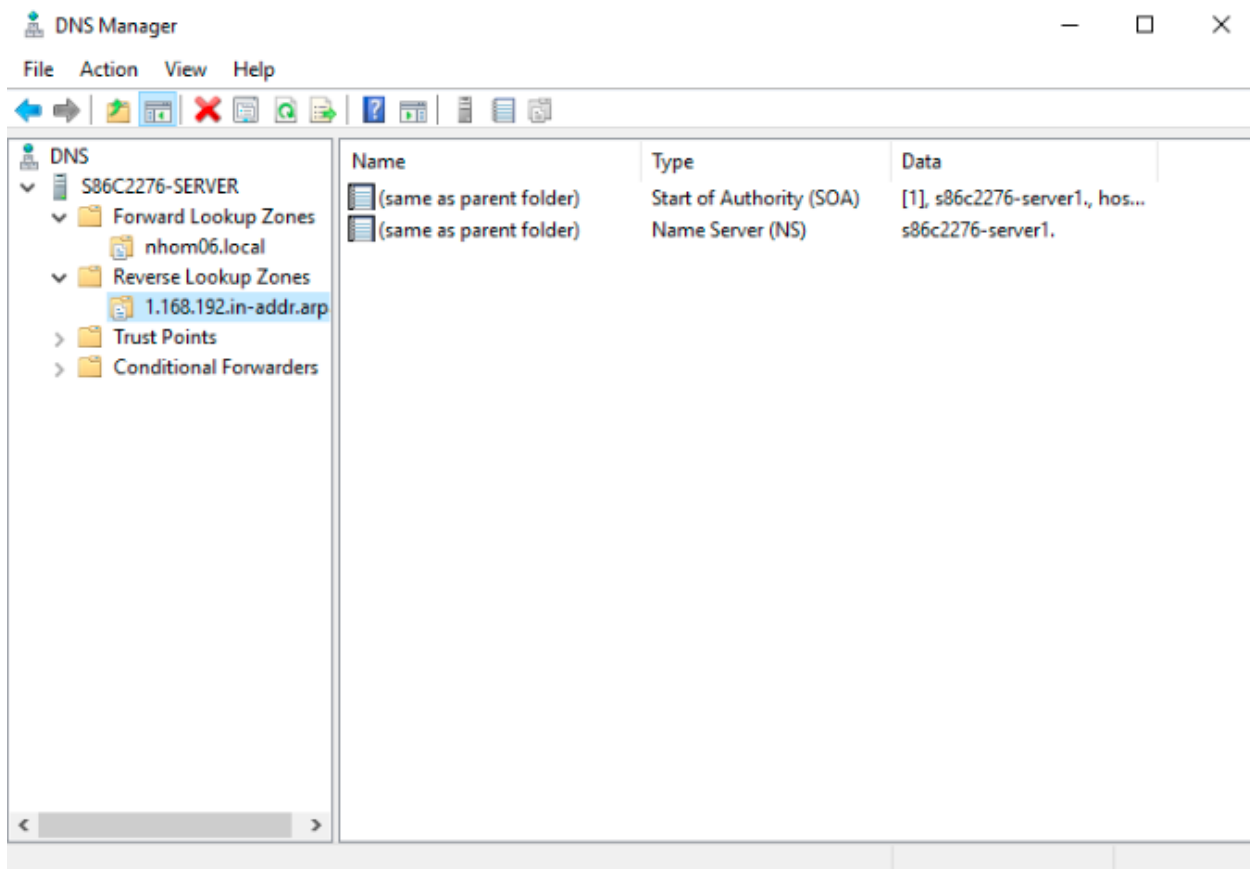 DNS Manager
File Action View Help
DNS
S86C2276-SERVER
Forward Lookup Zones
nhom06.local
Reverse Lookup Zones
1.168.192.in-addr.arp
Trust Points
Conditional Forwarders
Name Type Data
(same as parent folder) Start of Authority (SOA) [1], s86c2276-server1., hos...
(same as parent folder) Name Server (NS) s86c2276-server1.